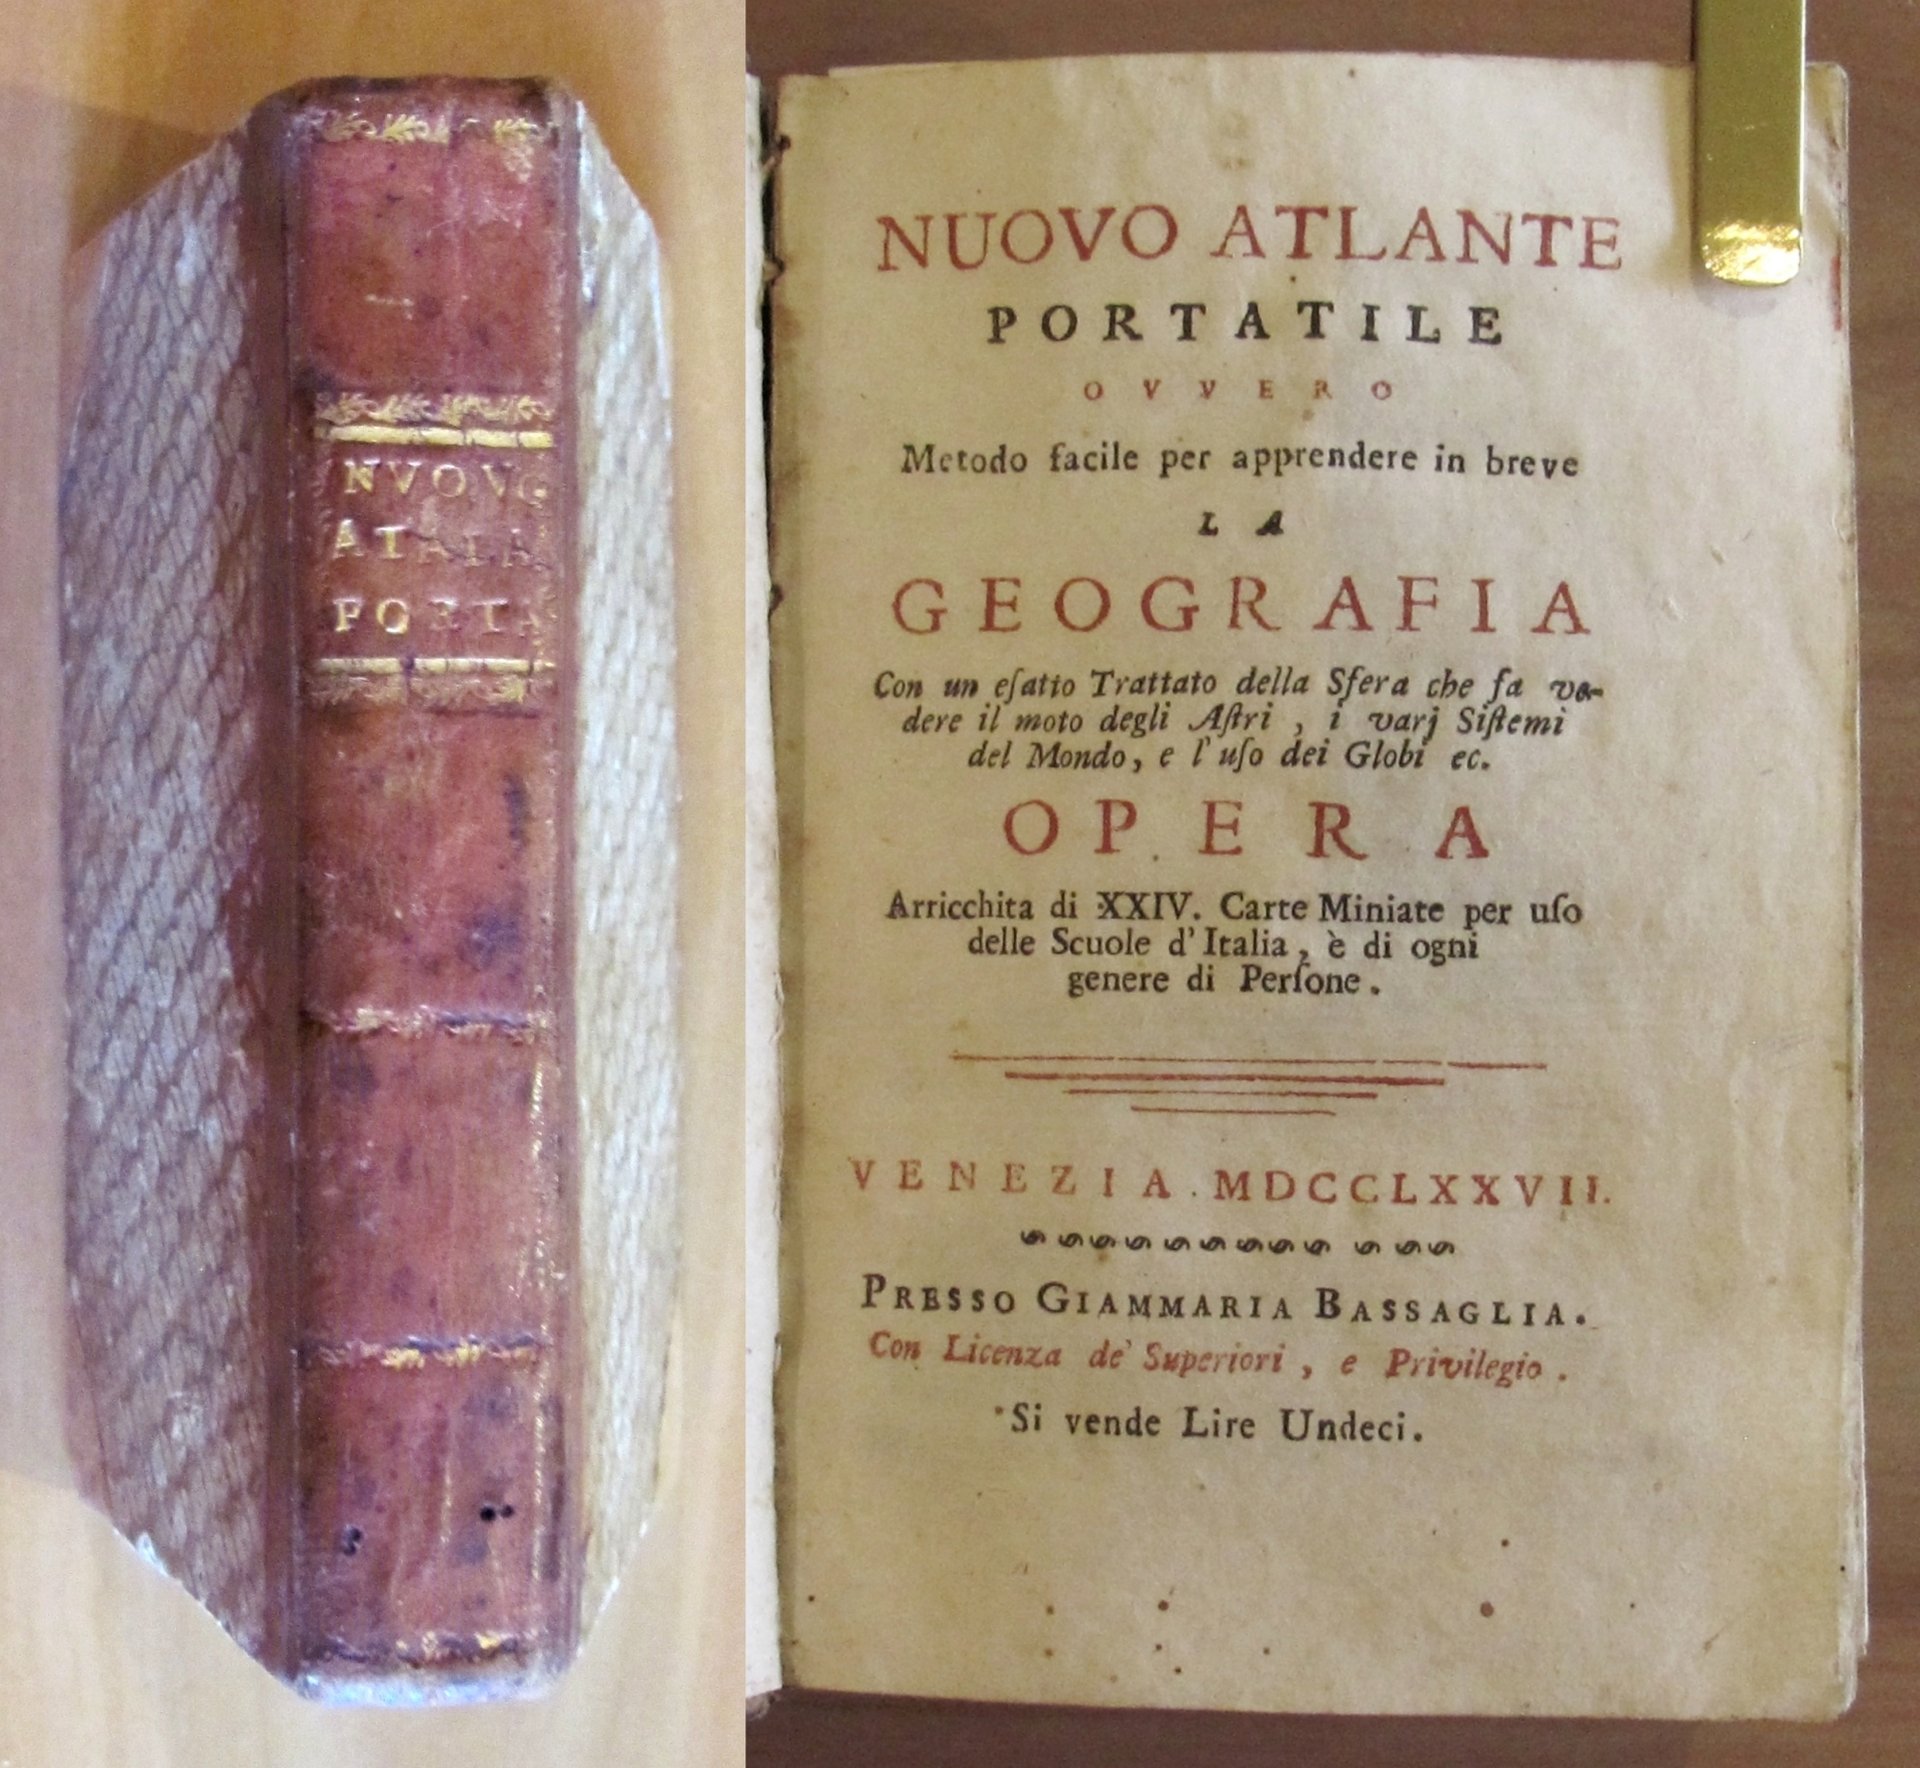 NUOVO
ATLA
PORTA
NUOVO ATLANTE
PORTATILE
OVVERO
Metodo facile per apprendere in breve
LA
GEOGRAFIA
Con un eſatto Trattato della Sfera che fa ve-
dere il moto degli Aſtri, i varj Siſtemi
del Mondo, e l'uſo dei Globi ec.
OPERA
Arricchita di XXIV. Carte Miniate per uſo
delle Scuole d'Italia, è di ogni
genere di Perſone.
VENEZIA. MDCCLXXVII.
PRESSO GIAMMARIA BASSAGLIA.
Con Licenza de' Superiori, e Privilegio.
Si vende Lire Undeci.